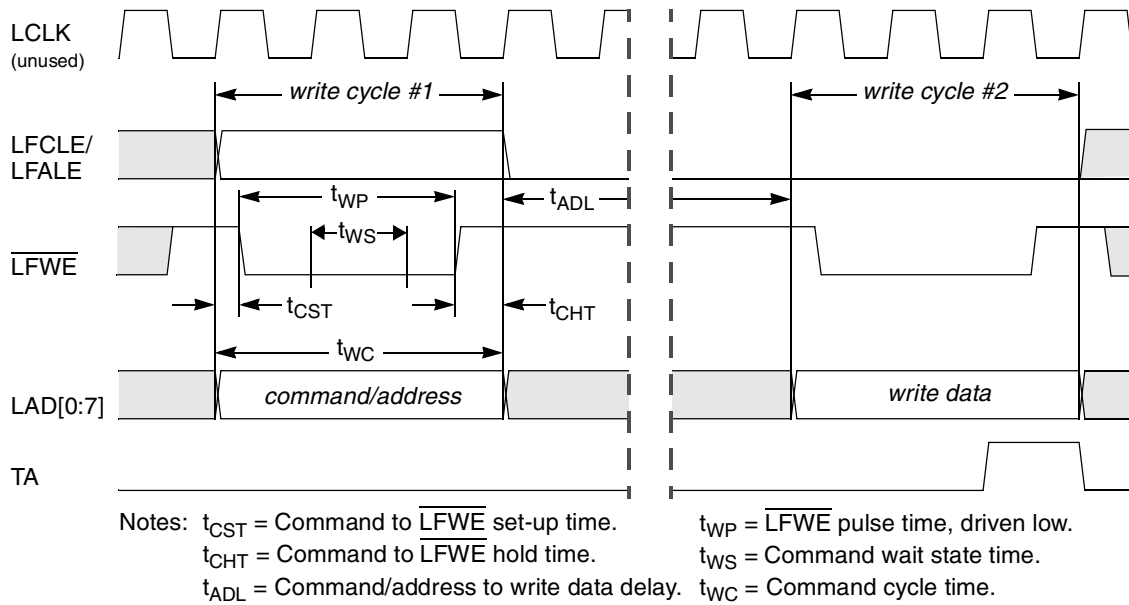 LCLK
(unused)
write cycle #1
write cycle #2
LFCLE/
LFALE
tWP
tADL
tWS
LFWE
tCST
tCHT
tWC
LAD[0:7]
command/address
write data
TA
Notes: tCST = Command to LFWE set-up time. tWP = LFWE pulse time, driven low.
tCHT = Command to LFWE hold time. tWS = Command wait state time.
tADL = Command/address to write data delay. tWC = Command cycle time.